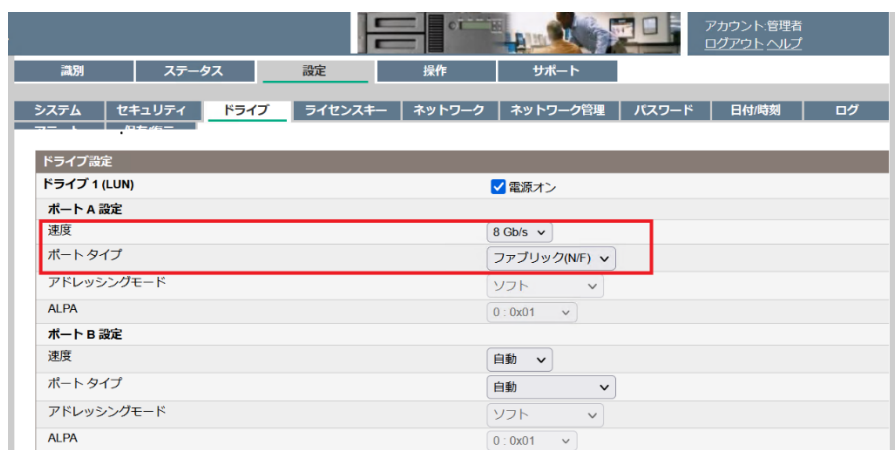 アカウント:管理者
ログアウト ヘルプ
識別 ステータス 設定 操作 サポート
システム セキュリティ ドライブ ライセンスキー ネットワーク ネットワーク管理 パスワード 日付/時刻 ログ
ドライブ設定
ドライブ 1 (LUN) 電源オン
ポート A 設定
速度 8 Gb/s
ポート タイプ ファブリック(N/F)
アドレッシングモード ソフト
ALPA 0 : 0x01
ポート B 設定
速度 自動
ポート タイプ 自動
アドレッシングモード ソフト
ALPA 0 : 0x01